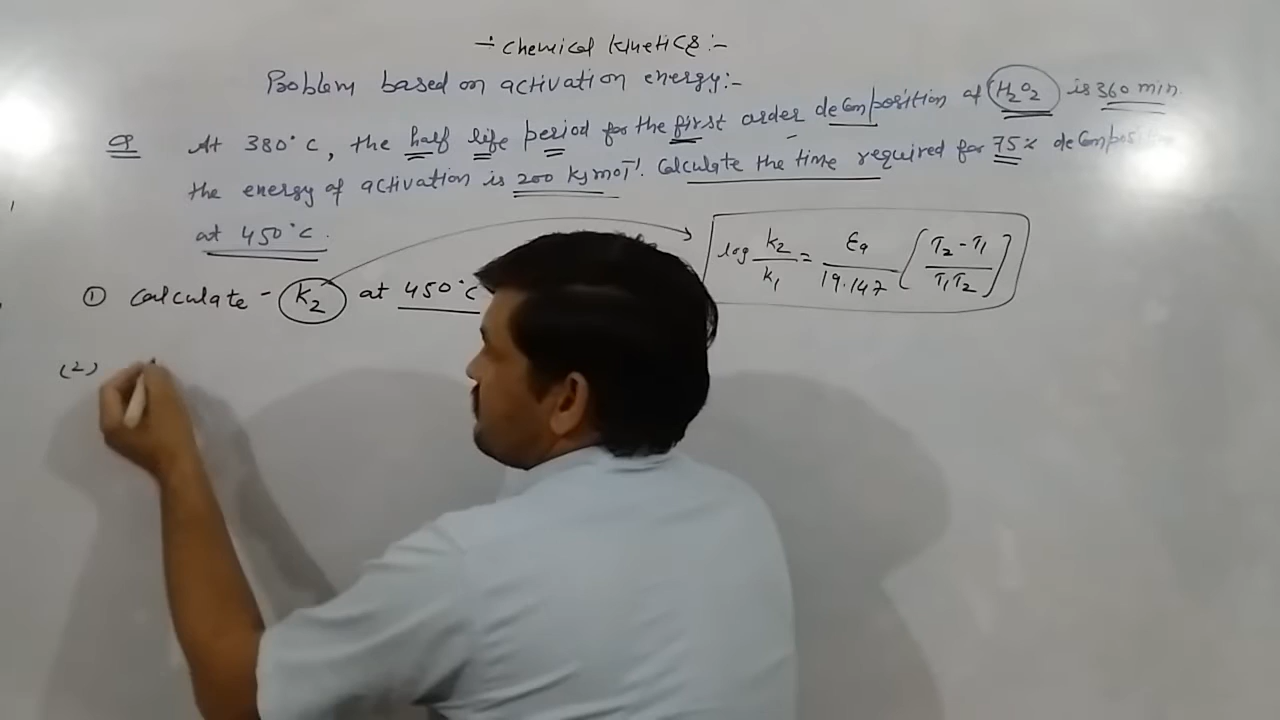 -: Chemical Kinetics :-
Problem based on activation energy:-
Q At 380°C, the half life period for the first order decomposition of H2O2 is 360 min.
the energy of activation is 200 kJ mol⁻¹. Calculate the time required for 75% decomposition
at 450°C.
log k2/k1 = Ea/19.147 [T2-T1/T1T2]
① Calculate - k2 at 450°C
(2)